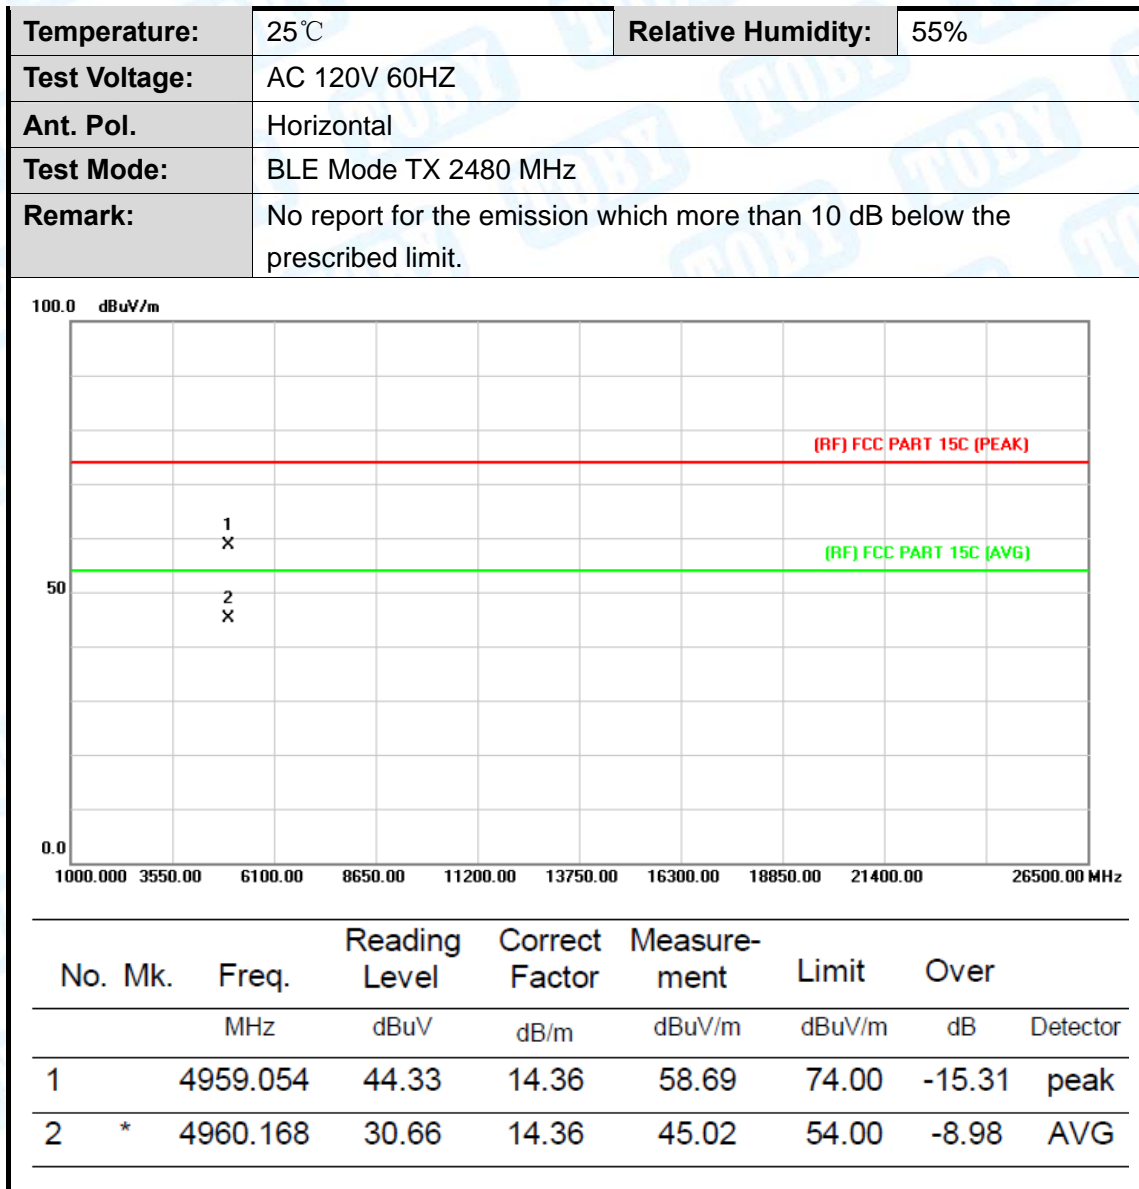 Temperature: 25℃ Relative Humidity: 55%
Test Voltage: AC 120V 60HZ
Ant. Pol. Horizontal
Test Mode: BLE Mode TX 2480 MHz
Remark: No report for the emission which more than 10 dB below the
prescribed limit.
100.0 dBuV/m
(RF) FCC PART 15C (PEAK)
1
X
(RF) FCC PART 15C (AVG)
50
2
X
0.0
1000.000 3550.00 6100.00 8650.00 11200.00 13750.00 16300.00 18850.00 21400.00 26500.00 MHz
No. Mk. Freq. Reading Level Correct Factor Measure-ment Limit Over
MHz dBuV dB/m dBuV/m dBuV/m dB Detector
1 4959.054 44.33 14.36 58.69 74.00 -15.31 peak
2 * 4960.168 30.66 14.36 45.02 54.00 -8.98 AVG
TOBY